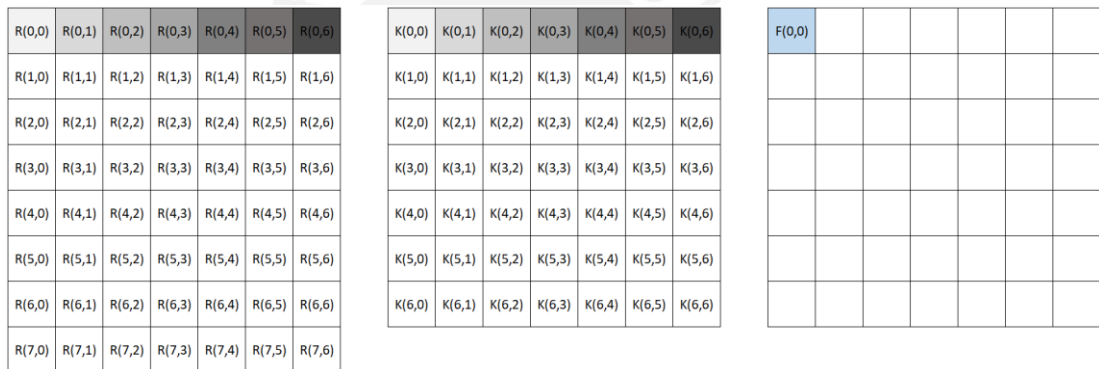 R(0,0) R(0,1) R(0,2) R(0,3) R(0,4) R(0,5) R(0,6) K(0,0) K(0,1) K(0,2) K(0,3) K(0,4) K(0,5) K(0,6) F(0,0)
R(1,0) R(1,1) R(1,2) R(1,3) R(1,4) R(1,5) R(1,6) K(1,0) K(1,1) K(1,2) K(1,3) K(1,4) K(1,5) K(1,6)
R(2,0) R(2,1) R(2,2) R(2,3) R(2,4) R(2,5) R(2,6) K(2,0) K(2,1) K(2,2) K(2,3) K(2,4) K(2,5) K(2,6)
R(3,0) R(3,1) R(3,2) R(3,3) R(3,4) R(3,5) R(3,6) K(3,0) K(3,1) K(3,2) K(3,3) K(3,4) K(3,5) K(3,6)
R(4,0) R(4,1) R(4,2) R(4,3) R(4,4) R(4,5) R(4,6) K(4,0) K(4,1) K(4,2) K(4,3) K(4,4) K(4,5) K(4,6)
R(5,0) R(5,1) R(5,2) R(5,3) R(5,4) R(5,5) R(5,6) K(5,0) K(5,1) K(5,2) K(5,3) K(5,4) K(5,5) K(5,6)
R(6,0) R(6,1) R(6,2) R(6,3) R(6,4) R(6,5) R(6,6) K(6,0) K(6,1) K(6,2) K(6,3) K(6,4) K(6,5) K(6,6)
R(7,0) R(7,1) R(7,2) R(7,3) R(7,4) R(7,5) R(7,6)